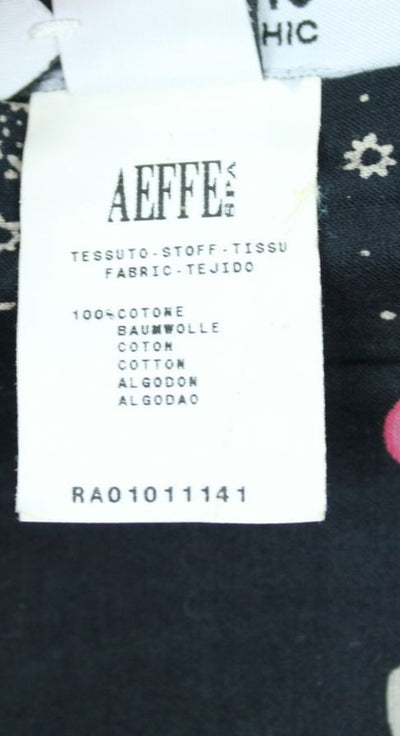 HIC
AEFFE SPA
TESSUTO-STOFF-TISSU
FABRIC-TEJIDO
100%COTONE
BAUMWOLLE
COTON
COTTON
ALGODON
ALGODAO
RA01011141